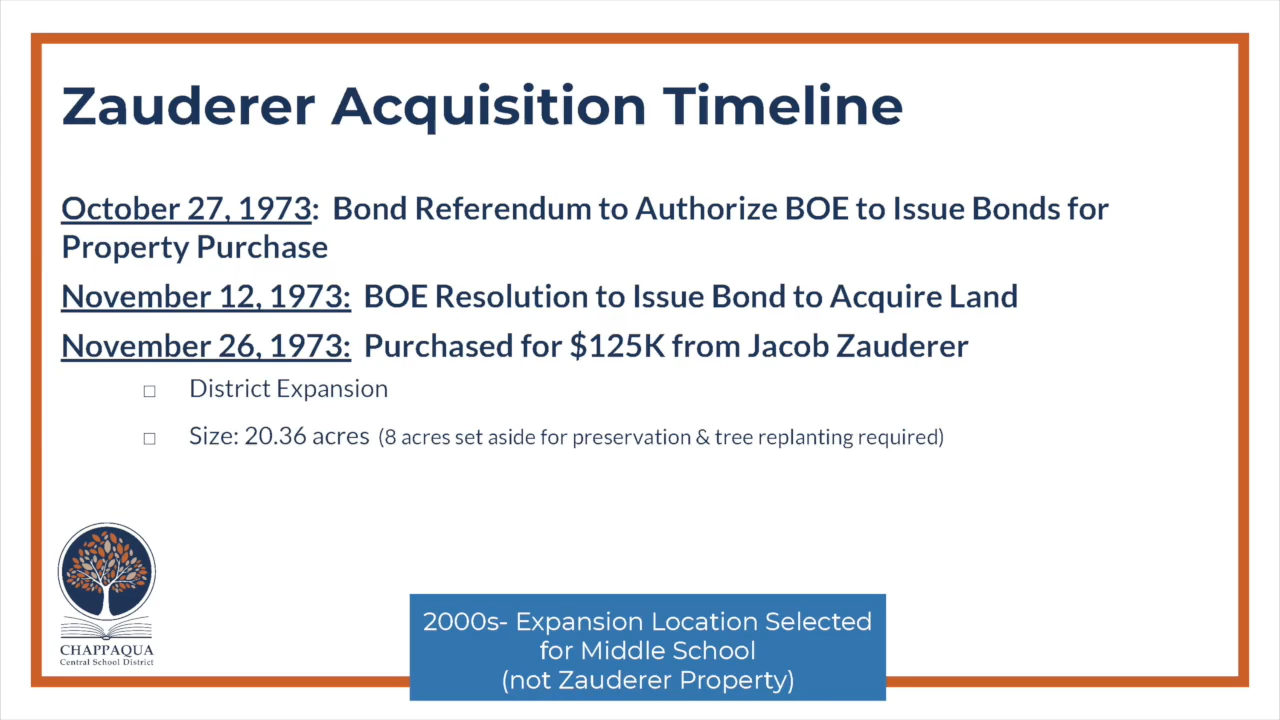 Zauderer Acquisition Timeline
October 27, 1973: Bond Referendum to Authorize BOE to Issue Bonds for
Property Purchase
November 12, 1973: BOE Resolution to Issue Bond to Acquire Land
November 26, 1973: Purchased for $125K from Jacob Zauderer
District Expansion
Size: 20.36 acres (8 acres set aside for preservation & tree replanting required)
CHAPPAQUA
Central School District
2000s- Expansion Location Selected
for Middle School
(not Zauderer Property)